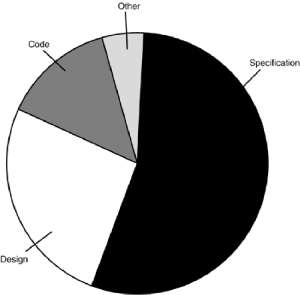 Other
Code
Specification
Design